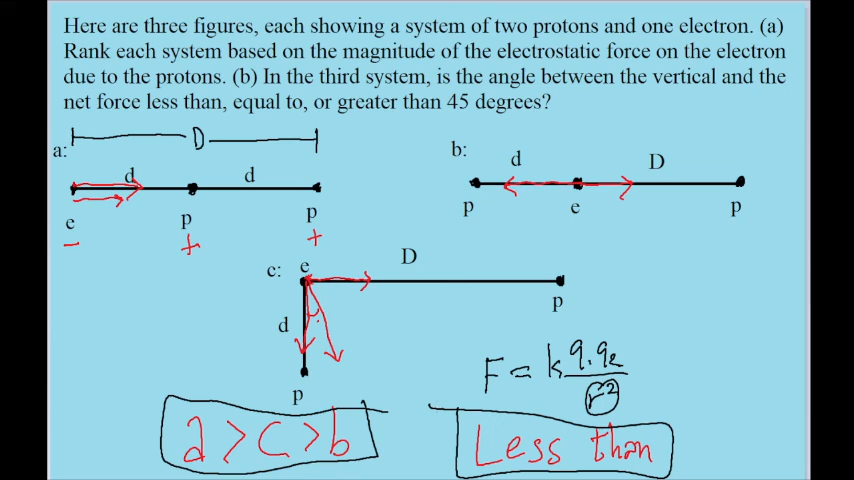 Here are three figures, each showing a system of two protons and one electron. (a)
Rank each system based on the magnitude of the electrostatic force on the electron
due to the protons. (b) In the third system, is the angle between the vertical and the
net force less than, equal to, or greater than 45 degrees?
D
a:
d d
e p p
- + +
b:
d D
p e p
c: e D
p
d
p
F = k q1q2/r²
a > c > b
Less than